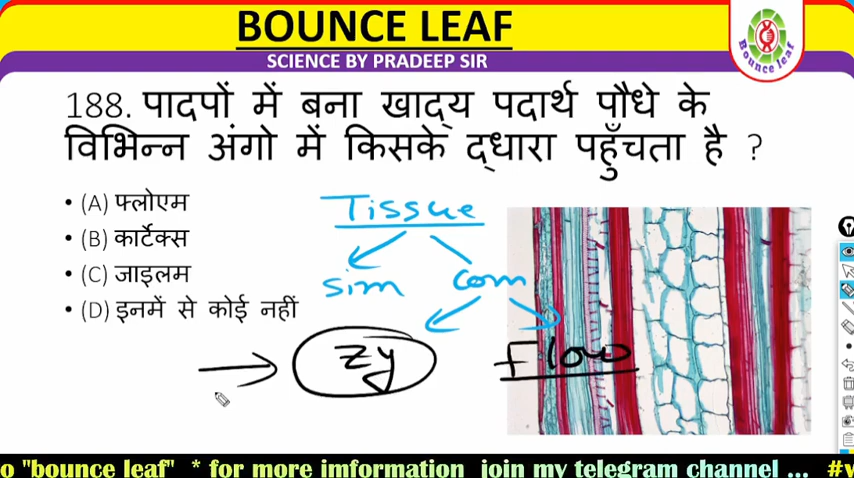 BOUNCE LEAF
SCIENCE BY PRADEEP SIR
Bounce leaf
188. पादपों में बना खाद्य पदार्थ पौधे के
विभिन्न अंगो में किसके द्धारा पहुँचता है ?
• (A) फ्लोएम
• (B) कार्टेक्स
• (C) जाइलम
• (D) इनमें से कोई नहीं
Tissue
sim com
zy flow
o "bounce leaf" * for more imformation join my telegram channel ... #v